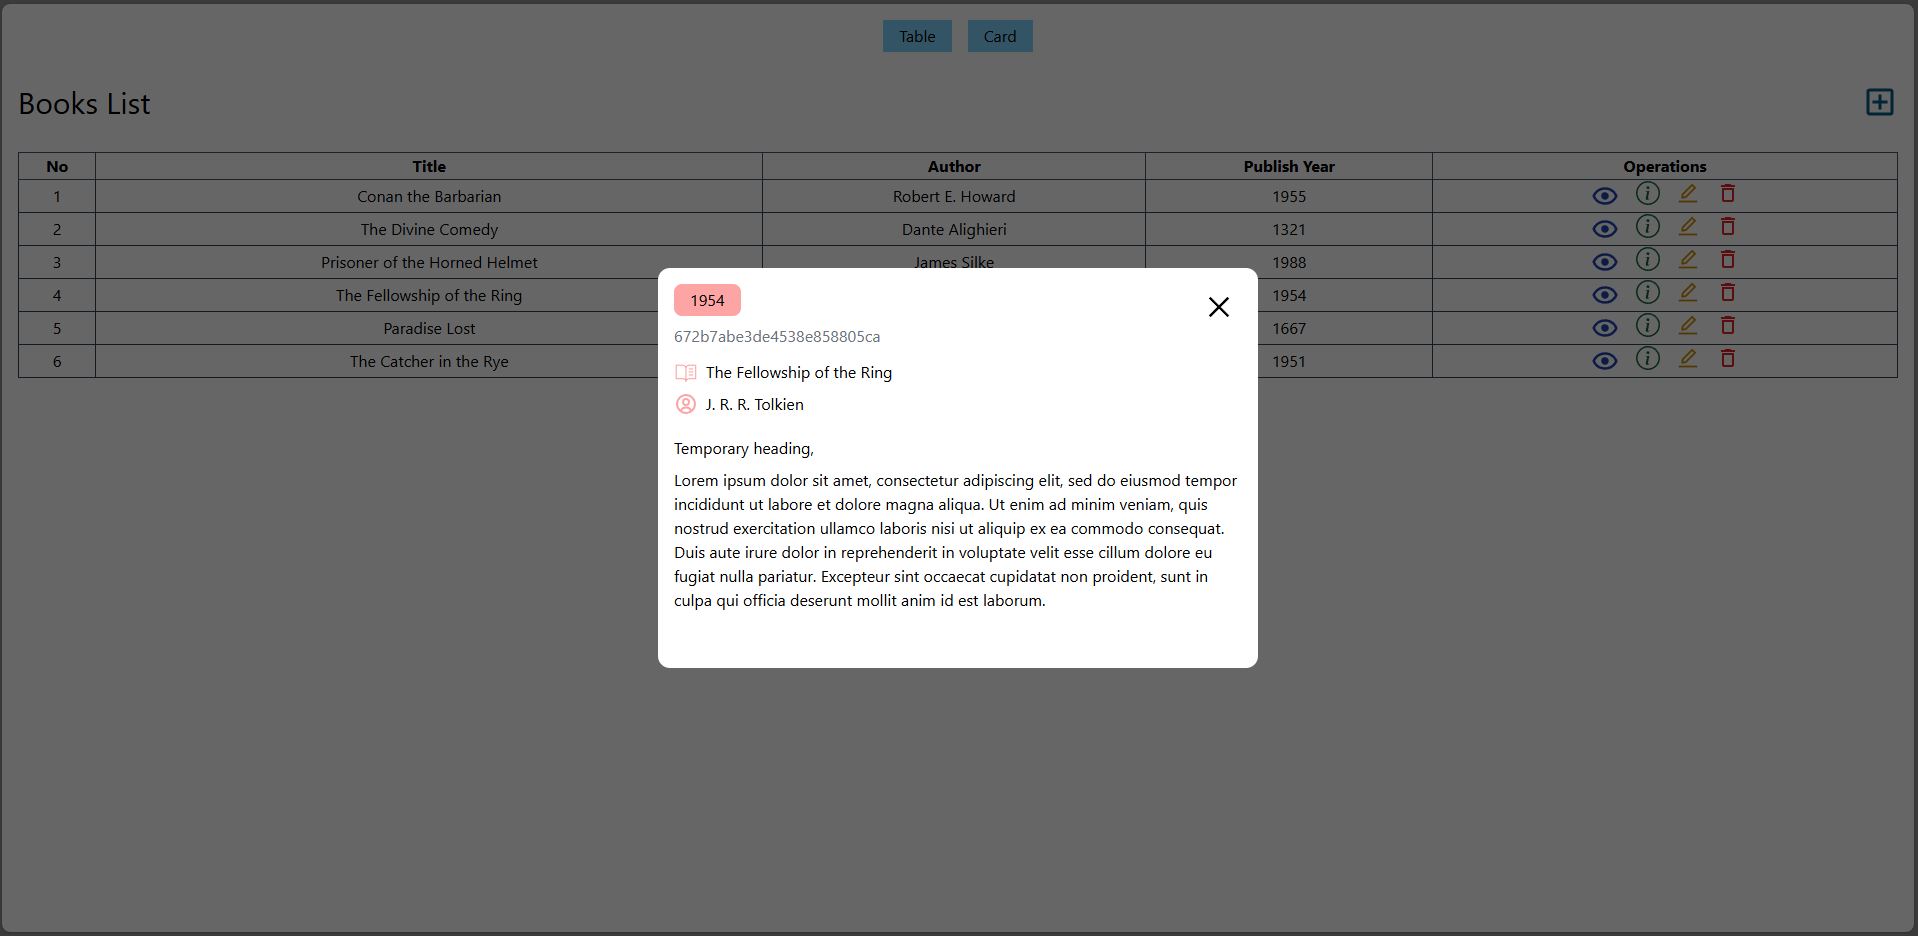 Table Card
Books List
No Title Author Publish Year Operations
1 Conan the Barbarian Robert E. Howard 1955
2 The Divine Comedy Dante Alighieri 1321
3 Prisoner of the Horned Helmet James Silke 1988
4 The Fellowship of the Ring 1954
5 Paradise Lost 1667
6 The Catcher in the Rye 1951
1954
672b7abe3de4538e858805ca
The Fellowship of the Ring
J. R. R. Tolkien
Temporary heading,
Lorem ipsum dolor sit amet, consectetur adipiscing elit, sed do eiusmod tempor
incididunt ut labore et dolore magna aliqua. Ut enim ad minim veniam, quis
nostrud exercitation ullamco laboris nisi ut aliquip ex ea commodo consequat.
Duis aute irure dolor in reprehenderit in voluptate velit esse cillum dolore eu
fugiat nulla pariatur. Excepteur sint occaecat cupidatat non proident, sunt in
culpa qui officia deserunt mollit anim id est laborum.